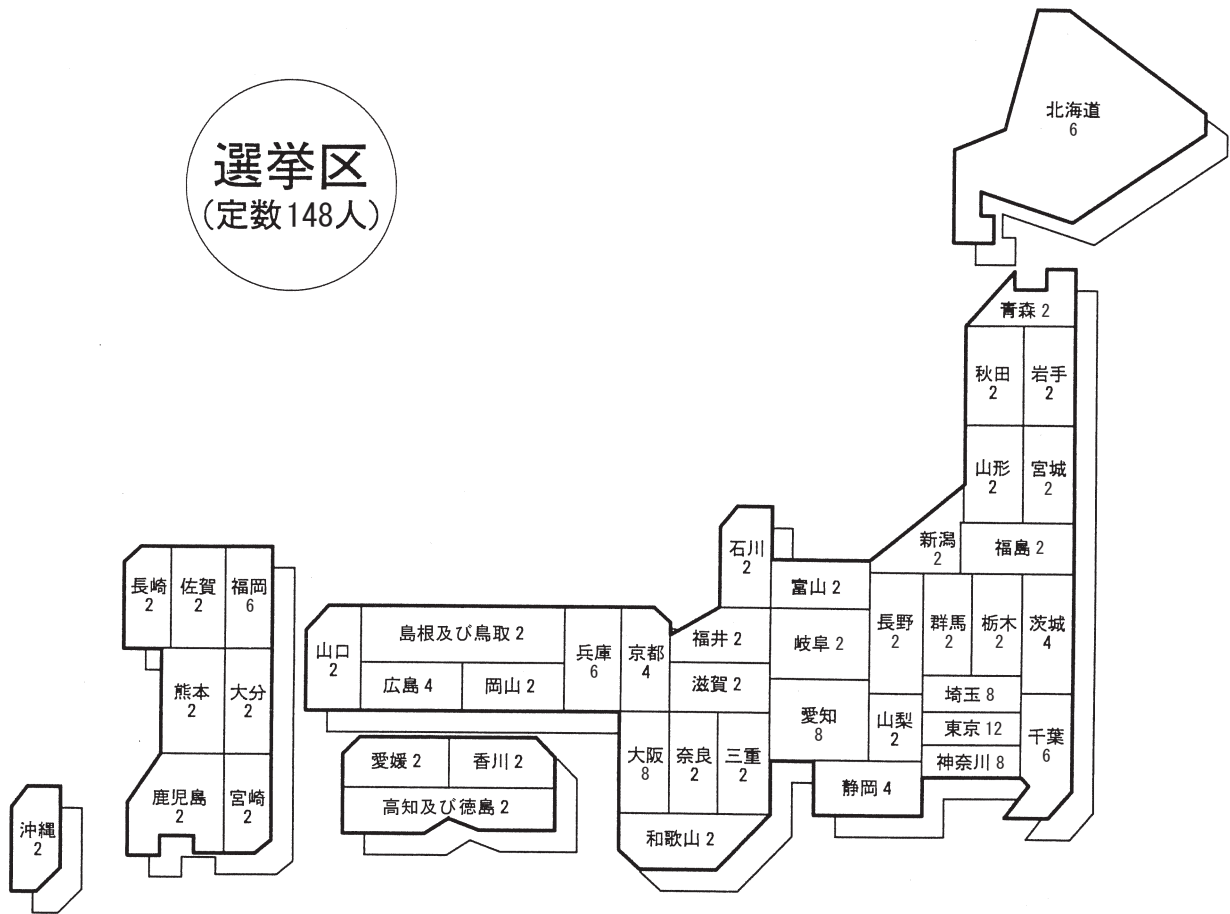 選挙区
(定数148人)
北海道
6
青森 2
秋田
2
岩手
2
山形
2
宮城
2
新潟
2
福島 2
石川
2
富山 2
長野
2
群馬
2
栃木
2
茨城
4
福井 2
岐阜 2
滋賀 2
埼玉 8
東京 12
神奈川 8
千葉
6
愛知
8
山梨
2
静岡 4
長崎
2
佐賀
2
福岡
6
熊本
2
大分
2
鹿児島
2
宮崎
2
沖縄
2
山口
2
島根及び鳥取 2
広島 4
岡山 2
兵庫
6
京都
4
大阪
8
奈良
2
三重
2
和歌山 2
愛媛 2
香川 2
高知及び徳島 2